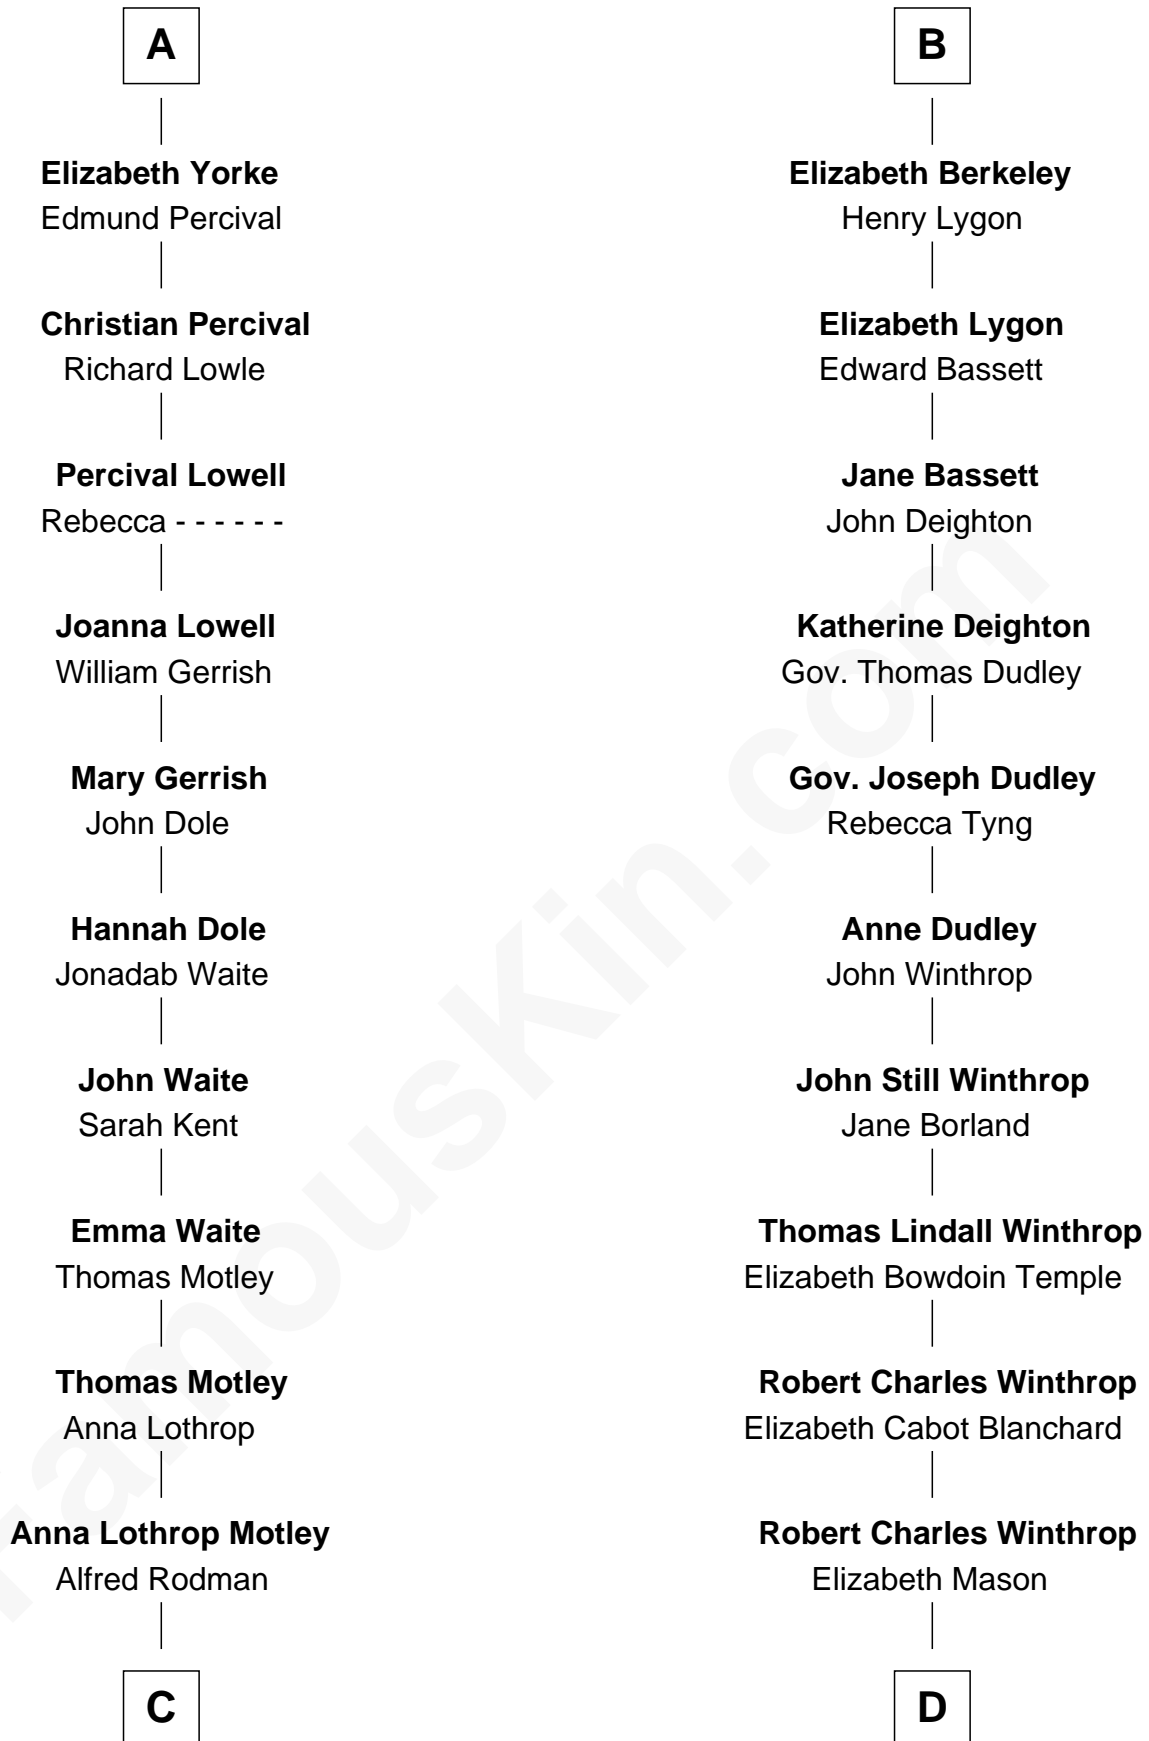 A
Elizabeth Yorke
Edmund Percival
Christian Percival
Richard Lowle
Percival Lowell
Rebecca - - - - - -
Joanna Lowell
William Gerrish
Mary Gerrish
John Dole
Hannah Dole
Jonadab Waite
John Waite
Sarah Kent
Emma Waite
Thomas Motley
Thomas Motley
Anna Lothrop
Anna Lothrop Motley
Alfred Rodman
C
B
Elizabeth Berkeley
Henry Lygon
Elizabeth Lygon
Edward Bassett
Jane Bassett
John Deighton
Katherine Deighton
Gov. Thomas Dudley
Gov. Joseph Dudley
Rebecca Tyng
Anne Dudley
John Winthrop
John Still Winthrop
Jane Borland
Thomas Lindall Winthrop
Elizabeth Bowdoin Temple
Robert Charles Winthrop
Elizabeth Cabot Blanchard
Robert Charles Winthrop
Elizabeth Mason
D
FamousKin.com